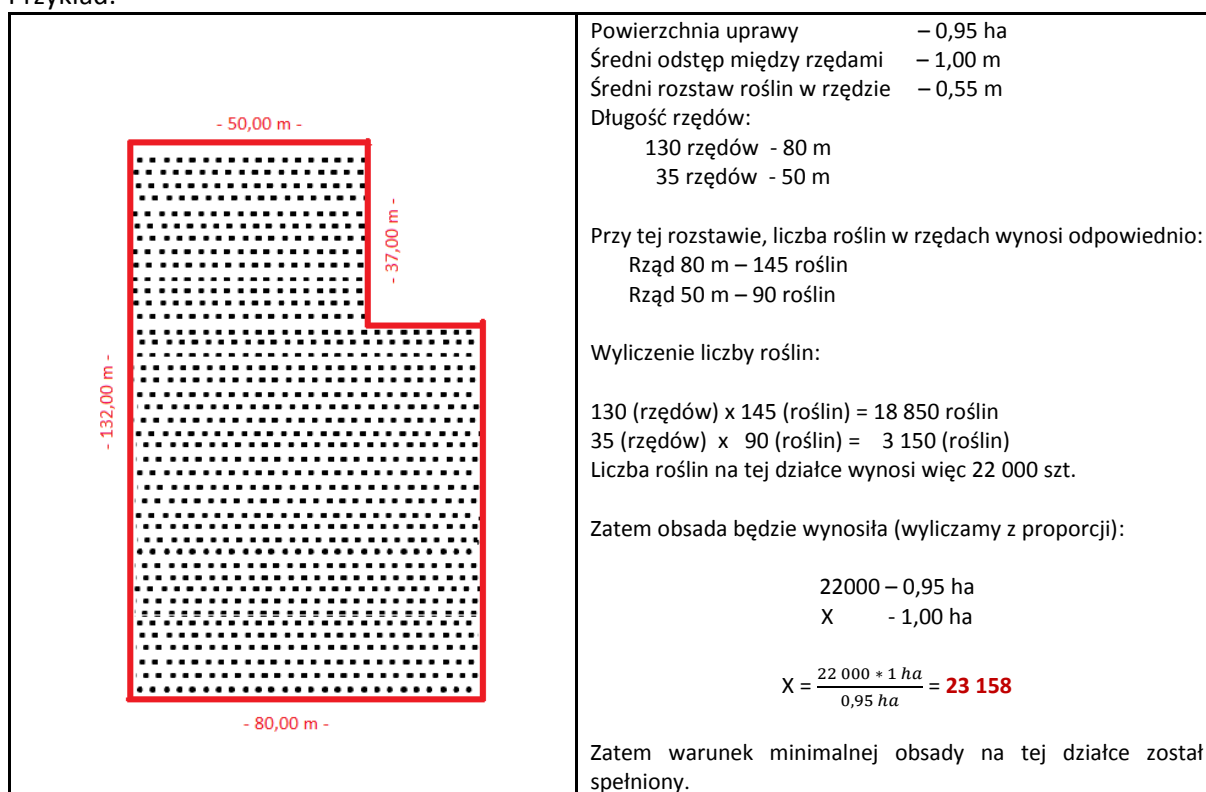 Przykład:
- 50,00 m -
- 37,00 m -
- 132,00 m -
- 80,00 m -
Powierzchnia uprawy – 0,95 ha
Średni odstęp między rzędami – 1,00 m
Średni rozstaw roślin w rzędzie – 0,55 m
Długość rzędów:
130 rzędów - 80 m
35 rzędów - 50 m
Przy tej rozstawie, liczba roślin w rzędach wynosi odpowiednio:
Rząd 80 m – 145 roślin
Rząd 50 m – 90 roślin
Wyliczenie liczby roślin:
130 (rzędów) x 145 (roślin) = 18 850 roślin
35 (rzędów) x 90 (roślin) = 3 150 (roślin)
Liczba roślin na tej działce wynosi więc 22 000 szt.
Zatem obsada będzie wynosiła (wyliczamy z proporcji):
22000 – 0,95 ha
X - 1,00 ha
X = 22 000 * 1 ha / 0,95 ha = 23 158
Zatem warunek minimalnej obsady na tej działce został
spełniony.